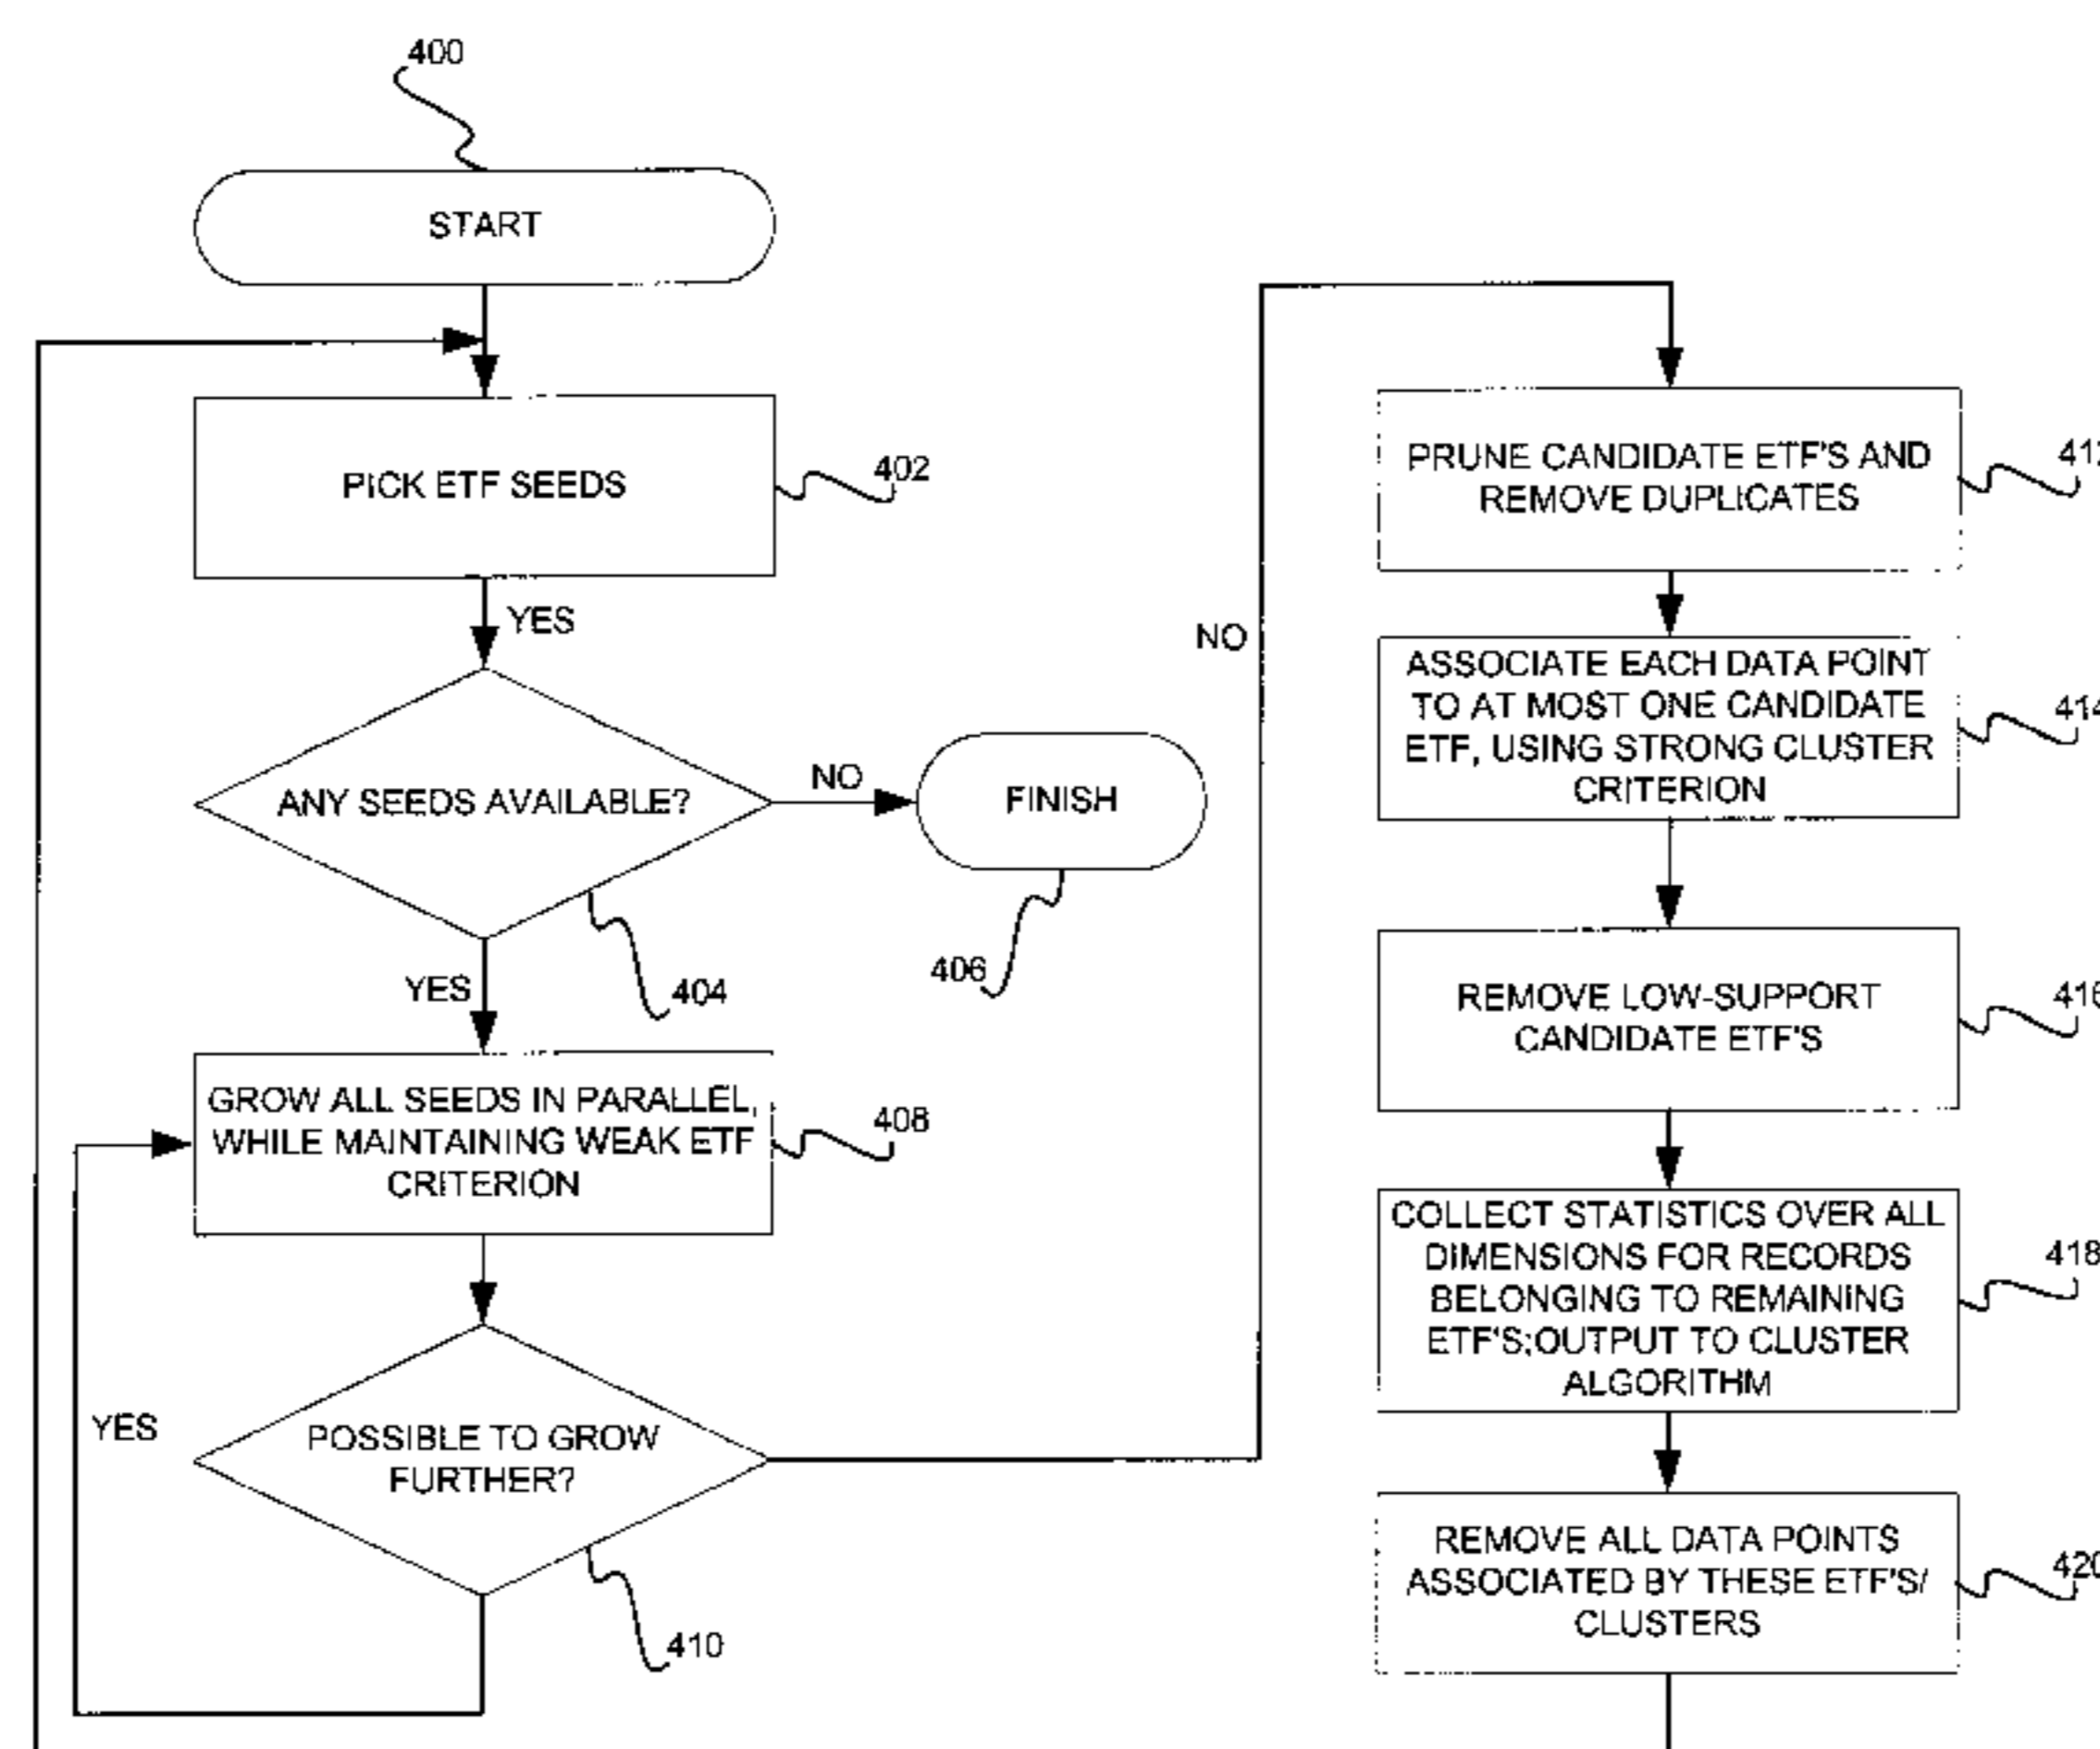 400
START
PICK ETF SEEDS
402
YES
ANY SEEDS AVAILABLE?
NO
FINISH
404
406
YES
GROW ALL SEEDS IN PARALLEL,
WHILE MAINTAINING WEAK ETF
CRITERION
408
POSSIBLE TO GROW
FURTHER?
YES
410
NO
PRUNE CANDIDATE ETF'S AND
REMOVE DUPLICATES
ASSOCIATE EACH DATA POINT
TO AT MOST ONE CANDIDATE
ETF, USING STRONG CLUSTER
CRITERION
414
REMOVE LOW-SUPPORT
CANDIDATE ETF'S
416
COLLECT STATISTICS OVER ALL
DIMENSIONS FOR RECORDS
BELONGING TO REMAINING
ETF'S;OUTPUT TO CLUSTER
ALGORITHM
418
REMOVE ALL DATA POINTS
ASSOCIATED BY THESE ETF'S/
CLUSTERS
420